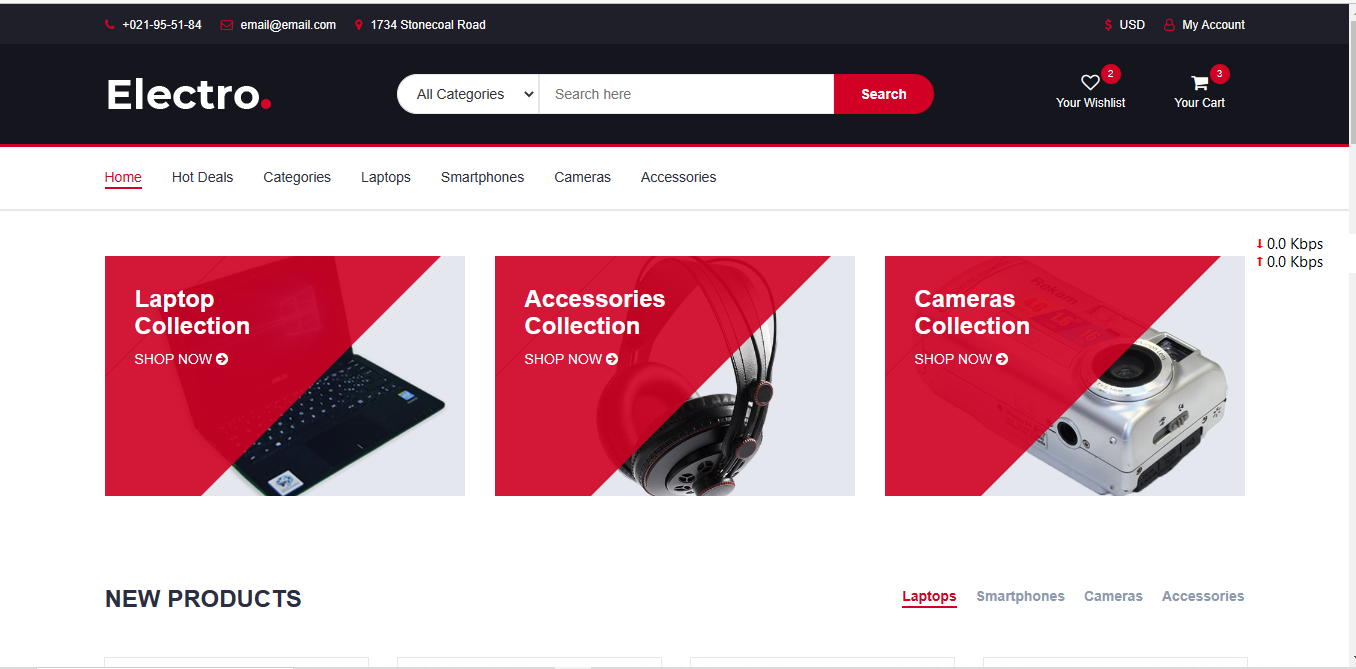 +021-95-51-84 email@email.com 1734 Stonecoal Road $ USD My Account
Electro.
All Categories Search here Search
2
Your Wishlist
3
Your Cart
Home Hot Deals Categories Laptops Smartphones Cameras Accessories
0.0 Kbps
0.0 Kbps
Laptop
Collection
SHOP NOW
Accessories
Collection
SHOP NOW
Cameras
Collection
SHOP NOW
Rekam
NEW PRODUCTS Laptops Smartphones Cameras Accessories